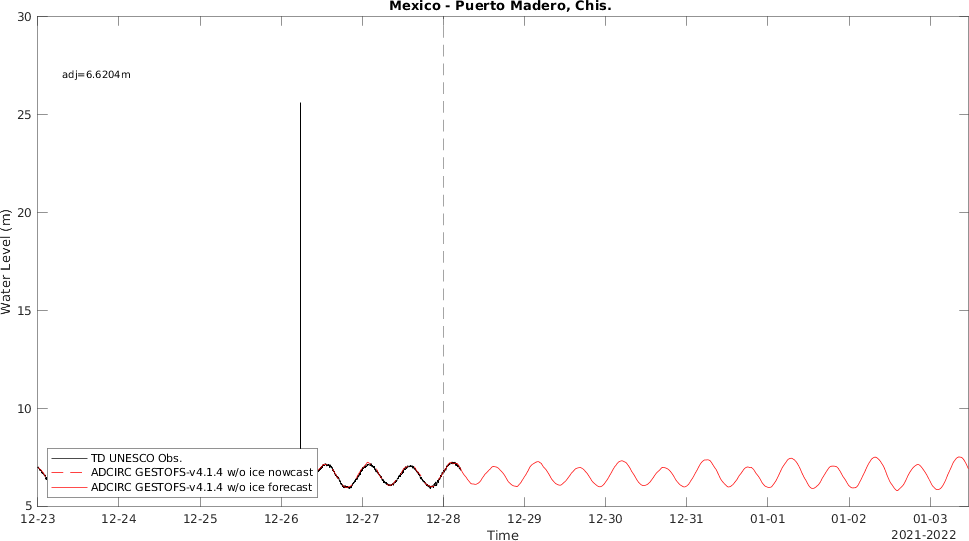 Mexico - Puerto Madero, Chis.
30
adj=6.6204m
25
20
Water Level (m)
15
10
TD UNESCO Obs.
ADCIRC GESTOFS-v4.1.4 w/o ice nowcast
ADCIRC GESTOFS-v4.1.4 w/o ice forecast
5
12-23 12-24 12-25 12-26 12-27 12-28 12-29 12-30 12-31 01-01 01-02 01-03
Time
2021-2022